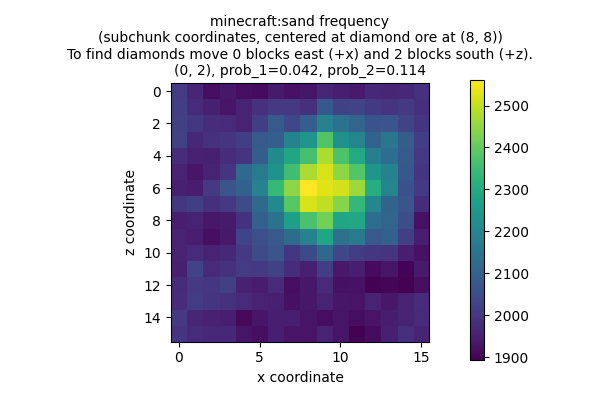 minecraft:sand frequency
(subchunk coordinates, centered at diamond ore at (8, 8))
To find diamonds move 0 blocks east (+x) and 2 blocks south (+z).
(0, 2), prob_1=0.042, prob_2=0.114
0
2
4
6
8
10
12
14
z coordinate
0 5 10 15
x coordinate
2500
2400
2300
2200
2100
2000
1900